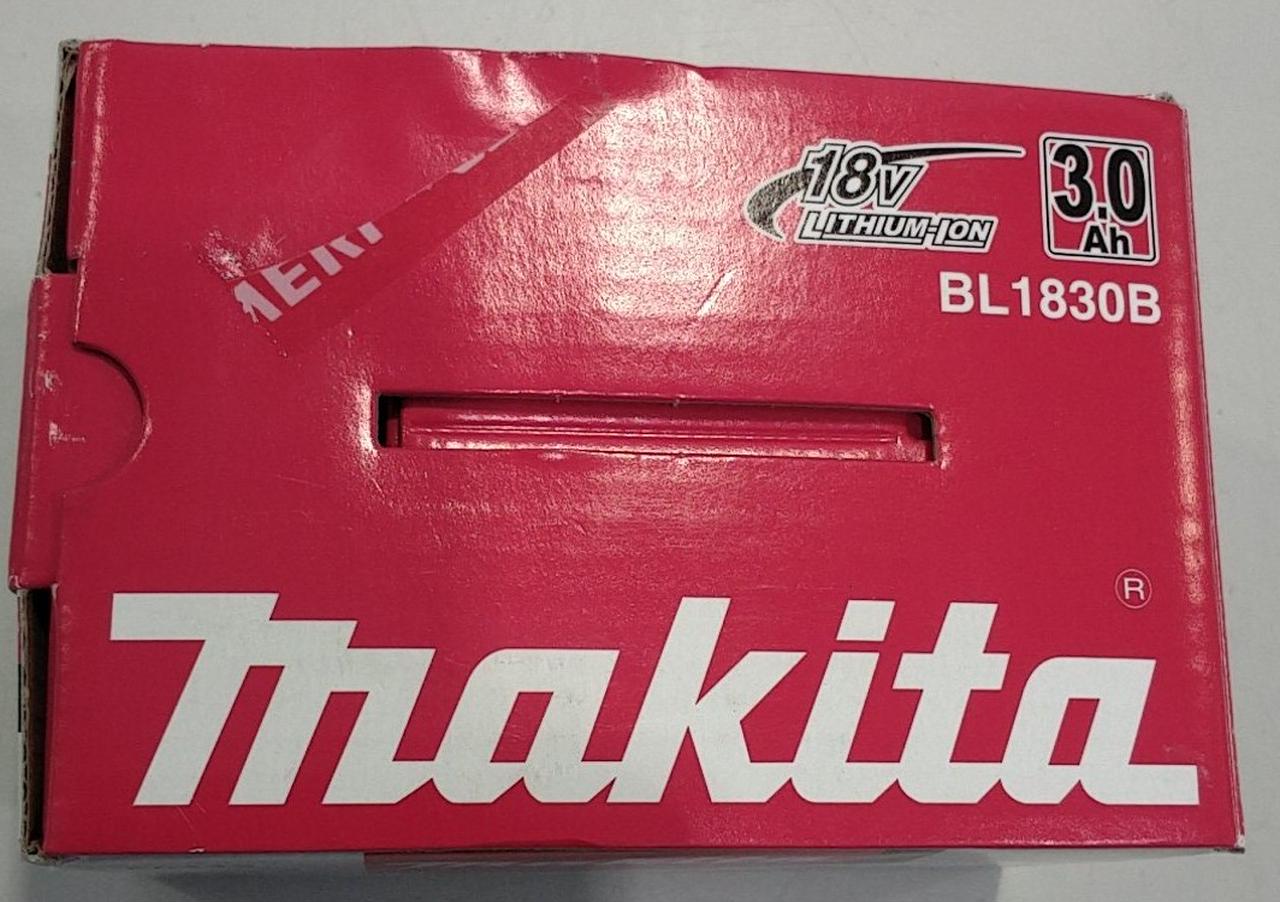 18V
LITHIUM-ION
3.0
Ah
BL1830B
makita
®